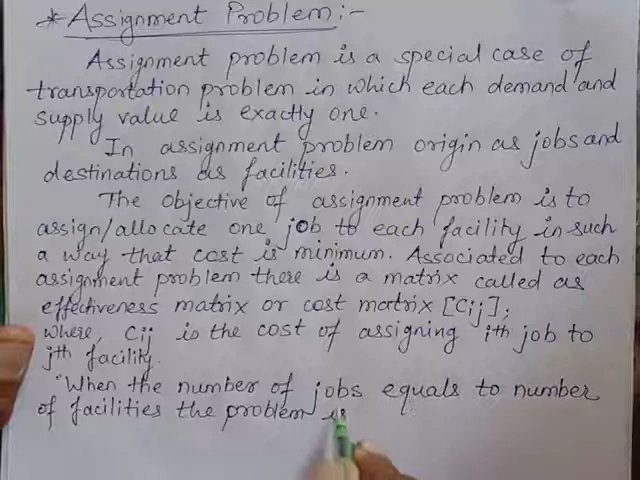 * Assignment Problem :-
Assignment problem is a special case of
transportation problem in which each demand and
supply value is exactly one.
In assignment problem origin as jobs and
destinations as facilities.
The objective of assignment problem is to
assign/allocate one job to each facility in such
a way that cost is minimum. Associated to each
assignment problem there is a matrix called as
effectiveness matrix or cost matrix [Cij];
where, Cij is the cost of assigning ith job to
jth facility.
"When the number of jobs equals to number
of facilities the problem is